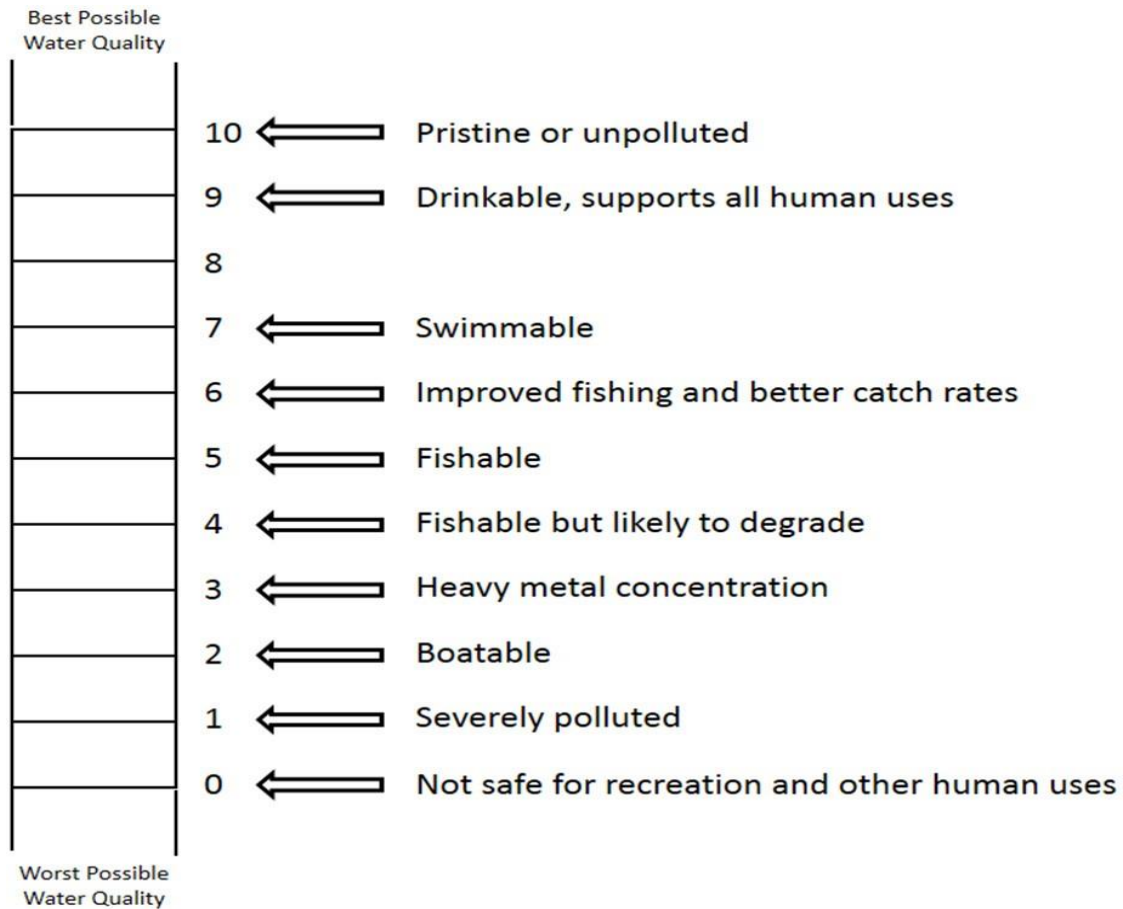 Best Possible
Water Quality
10 Pristine or unpolluted
9 Drinkable, supports all human uses
8
7 Swimmable
6 Improved fishing and better catch rates
5 Fishable
4 Fishable but likely to degrade
3 Heavy metal concentration
2 Boatable
1 Severely polluted
0 Not safe for recreation and other human uses
Worst Possible
Water Quality